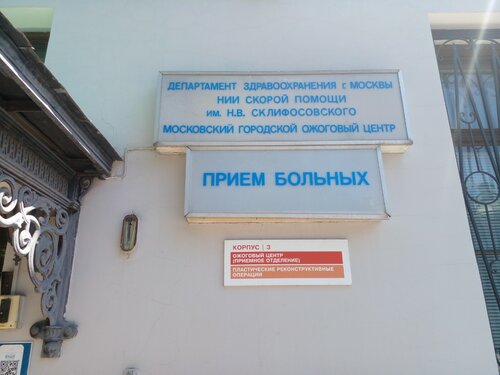 ДЕПАРТАМЕНТ ЗДРАВООХРАНЕНИЯ г. МОСКВЫ
НИИ СКОРОЙ ПОМОЩИ
ИМ. Н.В. СКЛИФОСОВСКОГО
МОСКОВСКИЙ ГОРОДСКОЙ ОЖОГОВЫЙ ЦЕНТР
ПРИЕМ БОЛЬНЫХ
КОРПУС | 3
ОЖОГОВЫЙ ЦЕНТР
(ПРИЕМНОЕ ОТДЕЛЕНИЕ)
ПЛАСТИЧЕСКИЕ РЕКОНСТРУКТИВНЫЕ
ОПЕРАЦИИ